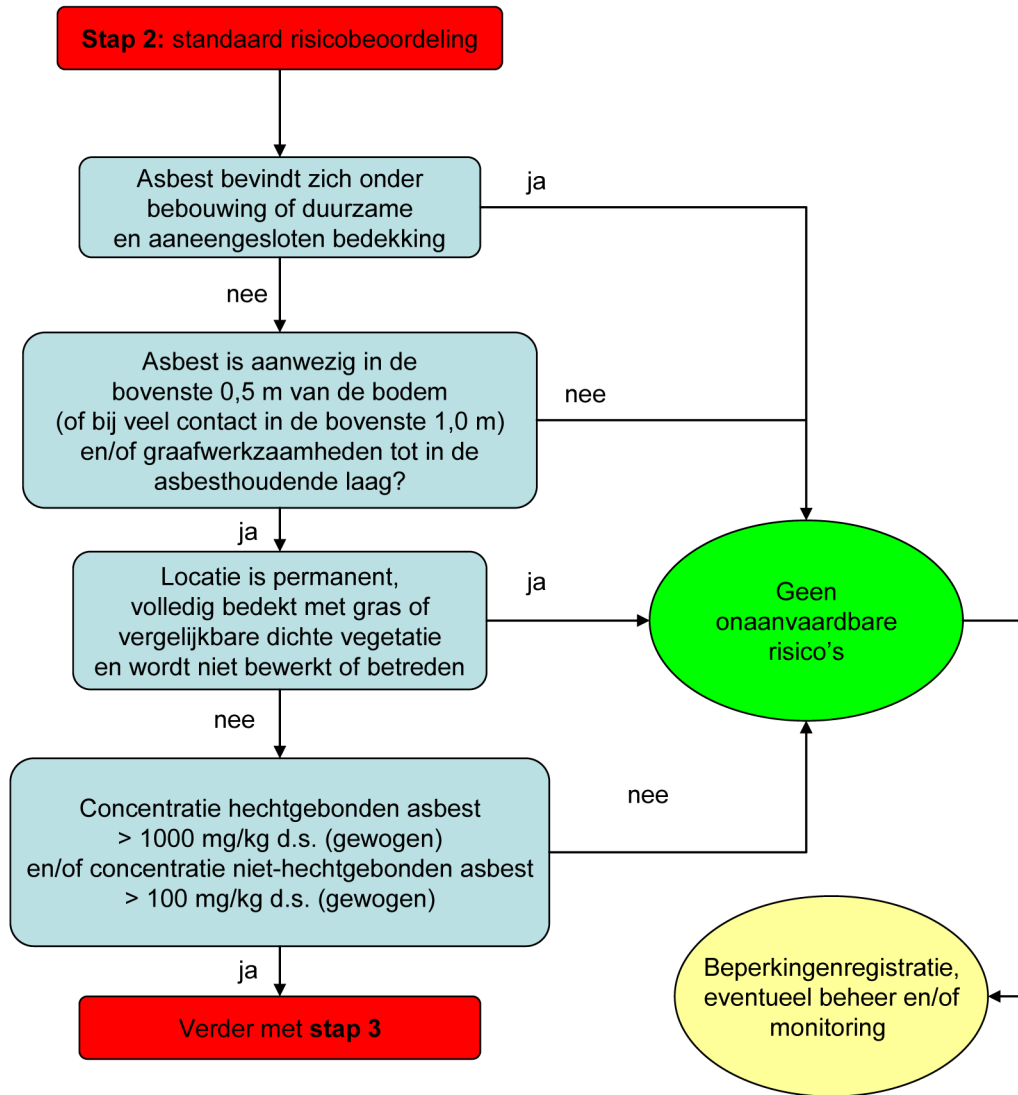 Stap 2: standaard risicobeoordeling
Asbest bevindt zich onder
bebouwing of duurzame
en aaneengesloten bedekking
ja
nee
Asbest is aanwezig in de
bovenste 0,5 m van de bodem
(of bij veel contact in de bovenste 1,0 m)
en/of graafwerkzaamheden tot in de
asbesthoudende laag?
nee
ja
Locatie is permanent,
volledig bedekt met gras of
vergelijkbare dichte vegetatie
en wordt niet bewerkt of betreden
ja
Geen
onaanvaardbare
risico's
nee
Concentratie hechtgebonden asbest
> 1000 mg/kg d.s. (gewogen)
en/of concentratie niet-hechtgebonden asbest
> 100 mg/kg d.s. (gewogen)
nee
ja
Verder met stap 3
Beperkingenregistratie,
eventueel beheer en/of
monitoring